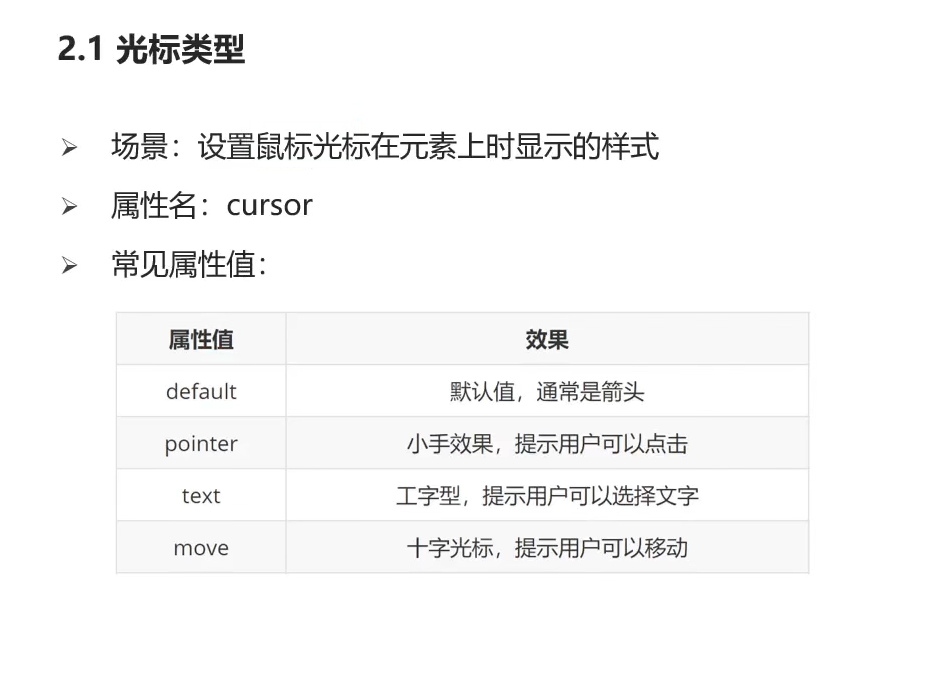 2.1 光标类型
➢ 场景：设置鼠标光标在元素上时显示的样式
➢ 属性名：cursor
➢ 常见属性值：
属性值 效果
default 默认值，通常是箭头
pointer 小手效果，提示用户可以点击
text 工字型，提示用户可以选择文字
move 十字光标，提示用户可以移动